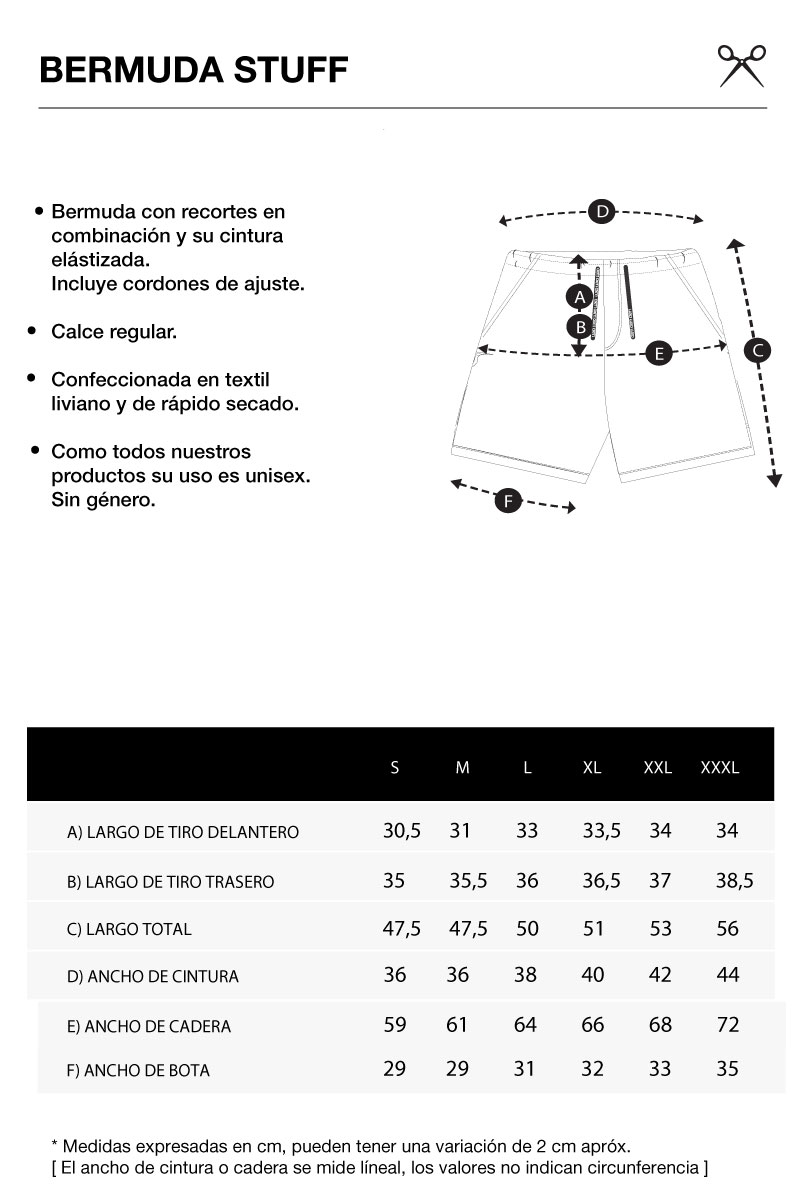 BERMUDA STUFF
• Bermuda con recortes en
combinación y su cintura
elástizada.
Incluye cordones de ajuste.
• Calce regular.
• Confeccionada en textil
liviano y de rápido secado.
• Como todos nuestros
productos su uso es unisex.
Sin género.
D
A
B
E
C
F
S M L XL XXL XXXL
A) LARGO DE TIRO DELANTERO 30,5 31 33 33,5 34 34
B) LARGO DE TIRO TRASERO 35 35,5 36 36,5 37 38,5
C) LARGO TOTAL 47,5 47,5 50 51 53 56
D) ANCHO DE CINTURA 36 36 38 40 42 44
E) ANCHO DE CADERA 59 61 64 66 68 72
F) ANCHO DE BOTA 29 29 31 32 33 35
* Medidas expresadas en cm, pueden tener una variación de 2 cm apróx.
[ El ancho de cintura o cadera se mide líneal, los valores no indican circunferencia ]